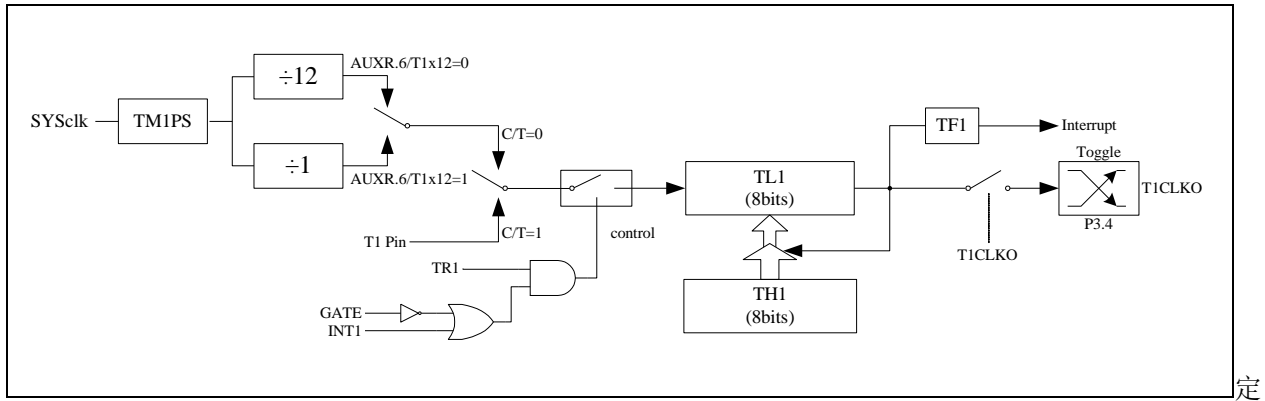 ÷12
AUXR.6/T1x12=0
SYSclk
TM1PS
÷1
AUXR.6/T1x12=1
C/T=0
T1 Pin
C/T=1
control
TR1
GATE
INT1
TL1
(8bits)
TH1
(8bits)
TF1
Interrupt
Toggle
T1CLKO
P3.4
T1CLKO
定